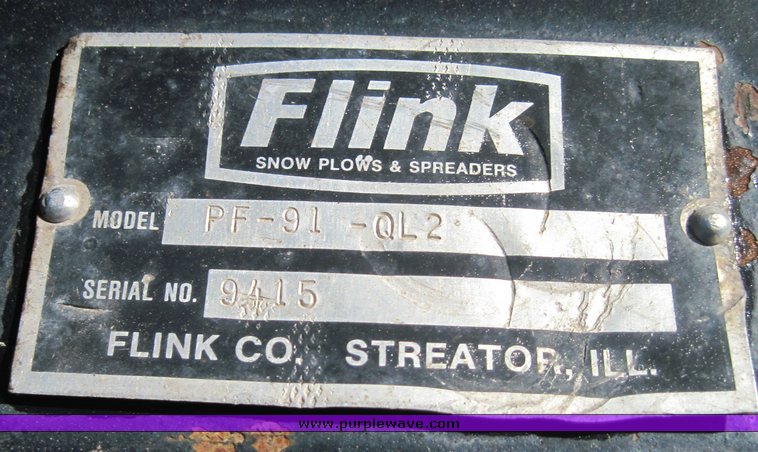 Flink
SNOW PLOWS & SPREADERS
MODEL PF-91 -QL2
SERIAL NO. 9415
FLINK CO. STREATOR, ILL.
www.purplewave.com